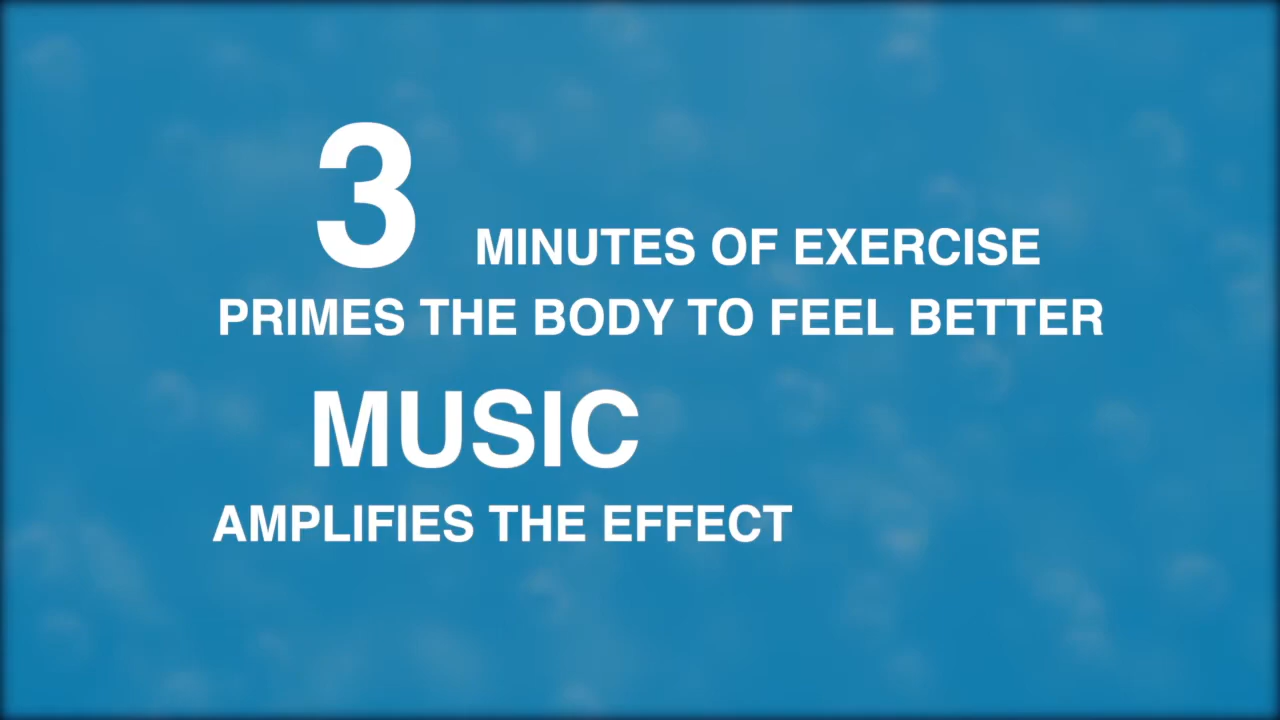 3 MINUTES OF EXERCISE
PRIMES THE BODY TO FEEL BETTER
MUSIC
AMPLIFIES THE EFFECT